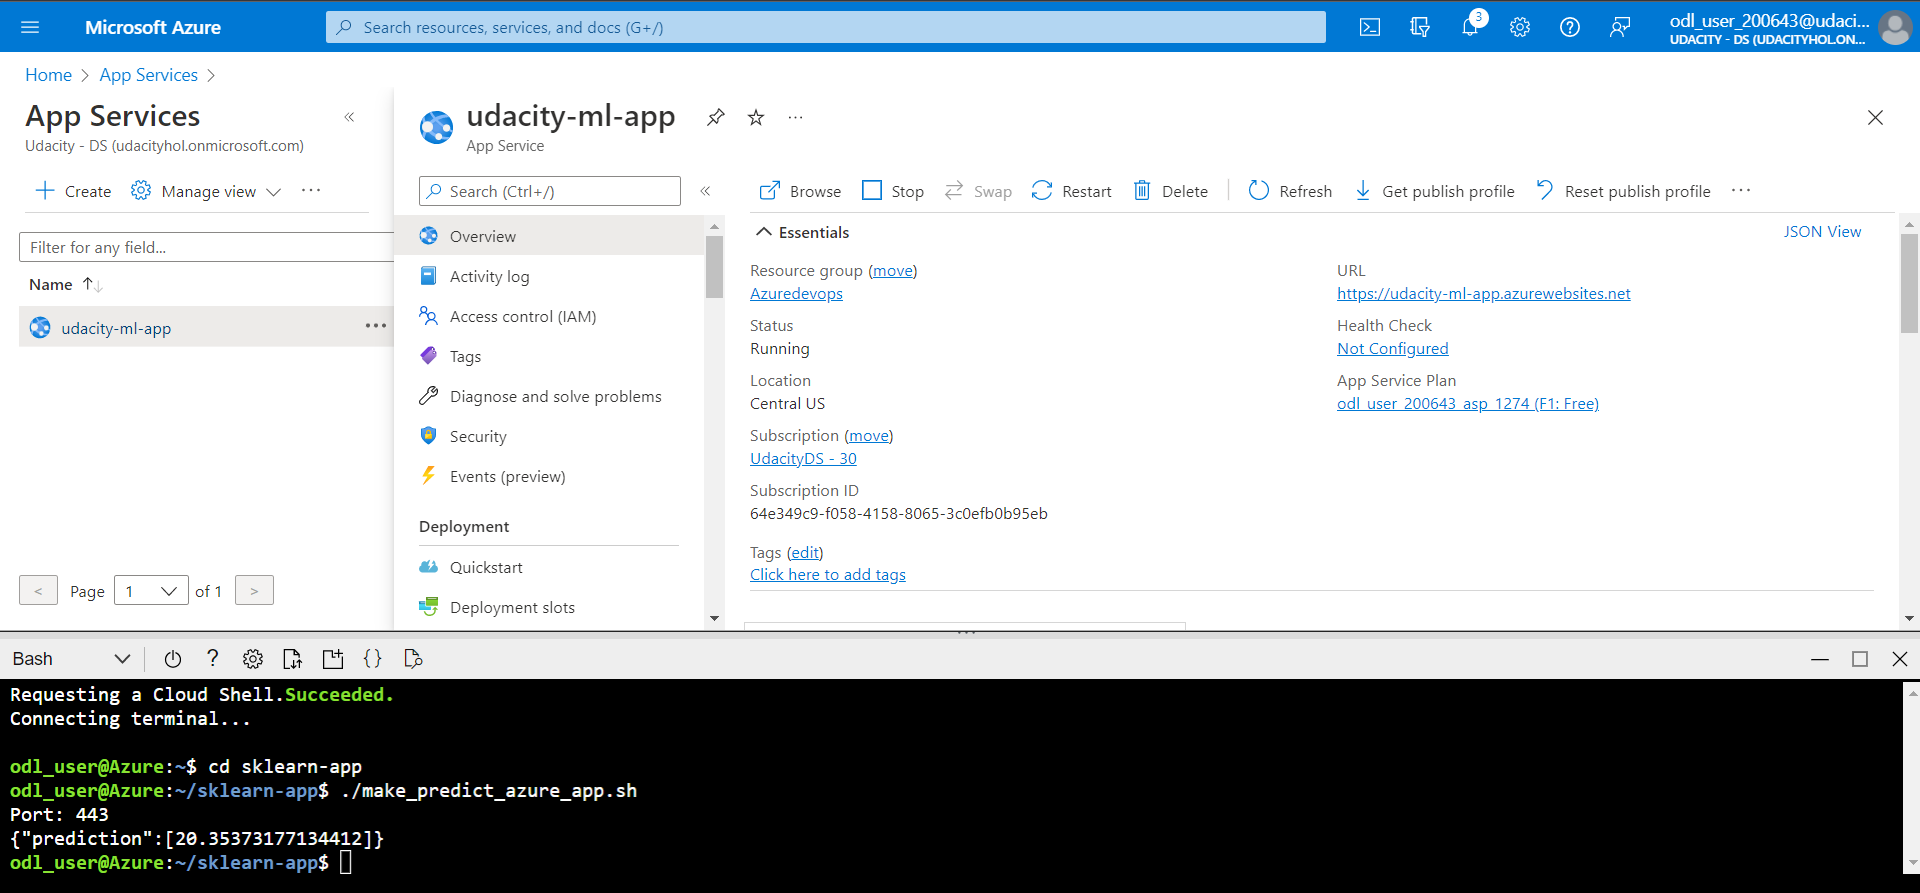 Microsoft Azure
Search resources, services, and docs (G+/)
3
odl_user_200643@udaci...
UDACITY - DS (UDACITYHOL.ON...
Home > App Services >
App Services
«
Udacity - DS (udacityhol.onmicrosoft.com)
+ Create
Manage view
...
Filter for any field...
Name ↑↓
udacity-ml-app
...
< Page 1 of 1 >
udacity-ml-app
...
App Service
Search (Ctrl+/)
«
Overview
Activity log
Access control (IAM)
Tags
Diagnose and solve problems
Security
Events (preview)
Deployment
Quickstart
Deployment slots
Browse
Stop
Swap
Restart
Delete
Refresh
Get publish profile
Reset publish profile
...
Essentials
JSON View
Resource group (move)
Azuredevops
Status
Running
Location
Central US
Subscription (move)
UdacityDS - 30
Subscription ID
64e349c9-f058-4158-8065-3c0efb0b95eb
Tags (edit)
Click here to add tags
URL
https://udacity-ml-app.azurewebsites.net
Health Check
Not Configured
App Service Plan
odl_user_200643_asp_1274 (F1: Free)
Bash
?
{ }
Requesting a Cloud Shell.Succeeded.
Connecting terminal...
odl_user@Azure:~$ cd sklearn-app
odl_user@Azure:~/sklearn-app$ ./make_predict_azure_app.sh
Port: 443
{"prediction":[20.35373177134412]}
odl_user@Azure:~/sklearn-app$